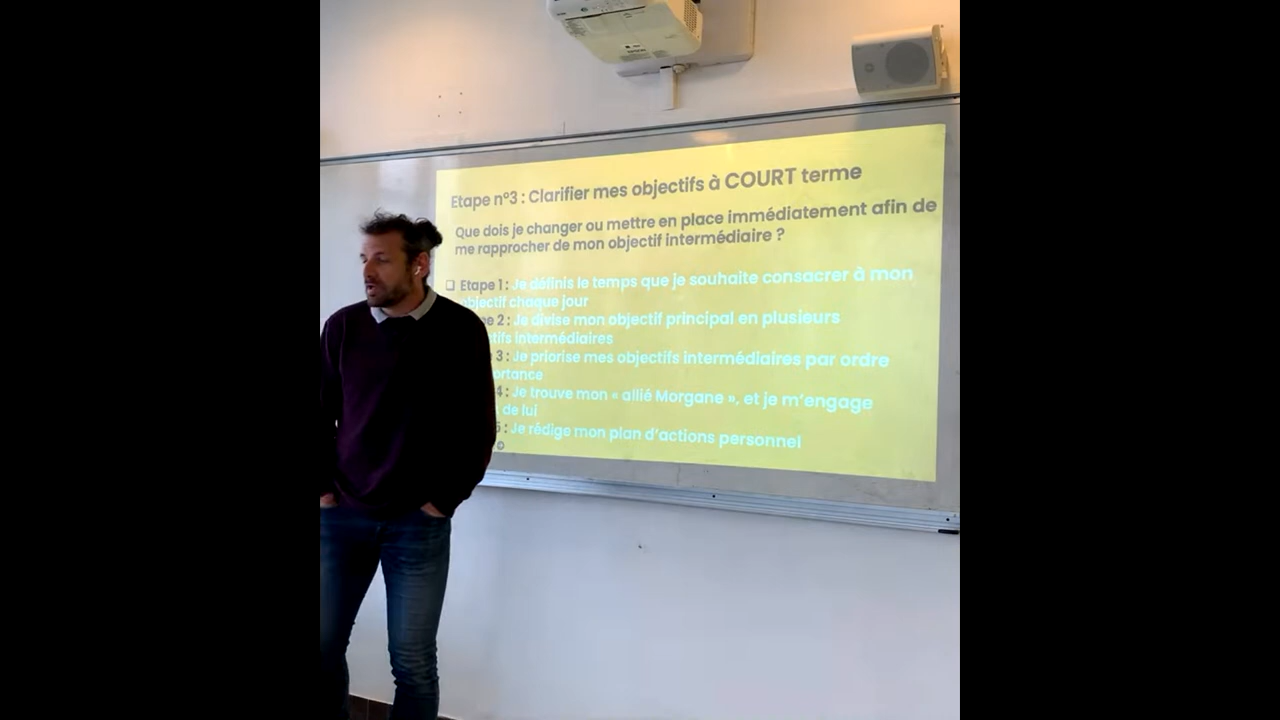 Etape n°3 : Clarifier mes objectifs à COURT terme
Que dois je changer ou mettre en place immédiatement afin de
me rapprocher de mon objectif intermédiaire ?
❑ Etape 1 : Je définis le temps que je souhaite consacrer à mon
objectif chaque jour
2 : Je divise mon objectif principal en plusieurs
intermédiaires
3 : Je priorise mes objectifs intermédiaires par ordre
4 : Je trouve mon « allié Morgane », et je m'engage
de lui
5 : Je rédige mon plan d'actions personnel